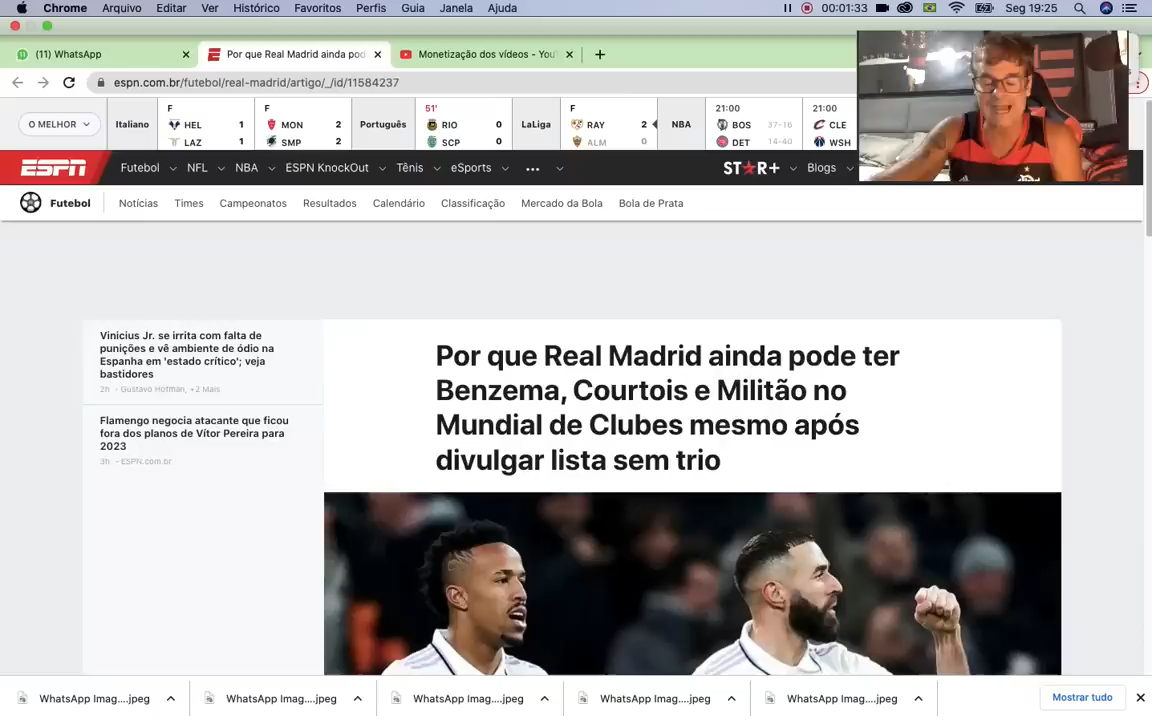 Chrome Arquivo Editar Ver Histórico Favoritos Perfis Guia Janela Ajuda 00:01:33 Seg 19:25
(11) WhatsApp Por que Real Madrid ainda pod Monetização dos vídeos - You
espn.com.br/futebol/real-madrid/artigo/_/id/11584237
O MELHOR Italiano F HEL 1 LAZ 1 F MON 2 SMP 2 Português 51' RIO 0 SCP 0 LaLiga F RAY 2 ALM 0 NBA 21:00 BOS 37-16 DET 14-40 21:00 CLE WSH
ESPN Futebol NFL NBA ESPN KnockOut Tênis eSports ... ST★R+ Blogs
Futebol Notícias Times Campeonatos Resultados Calendário Classificação Mercado da Bola Bola de Prata
Vinicius Jr. se irrita com falta de
punições e vê ambiente de ódio na
Espanha em 'estado crítico'; veja
bastidores
2h - Gustavo Hofman, +2 Mais
Flamengo negocia atacante que ficou
fora dos planos de Vítor Pereira para
2023
3h - ESPN.com.br
Por que Real Madrid ainda pode ter
Benzema, Courtois e Militão no
Mundial de Clubes mesmo após
divulgar lista sem trio
WhatsApp Imag....jpeg WhatsApp Imag....jpeg WhatsApp Imag....jpeg WhatsApp Imag....jpeg WhatsApp Imag....jpeg Mostrar tudo